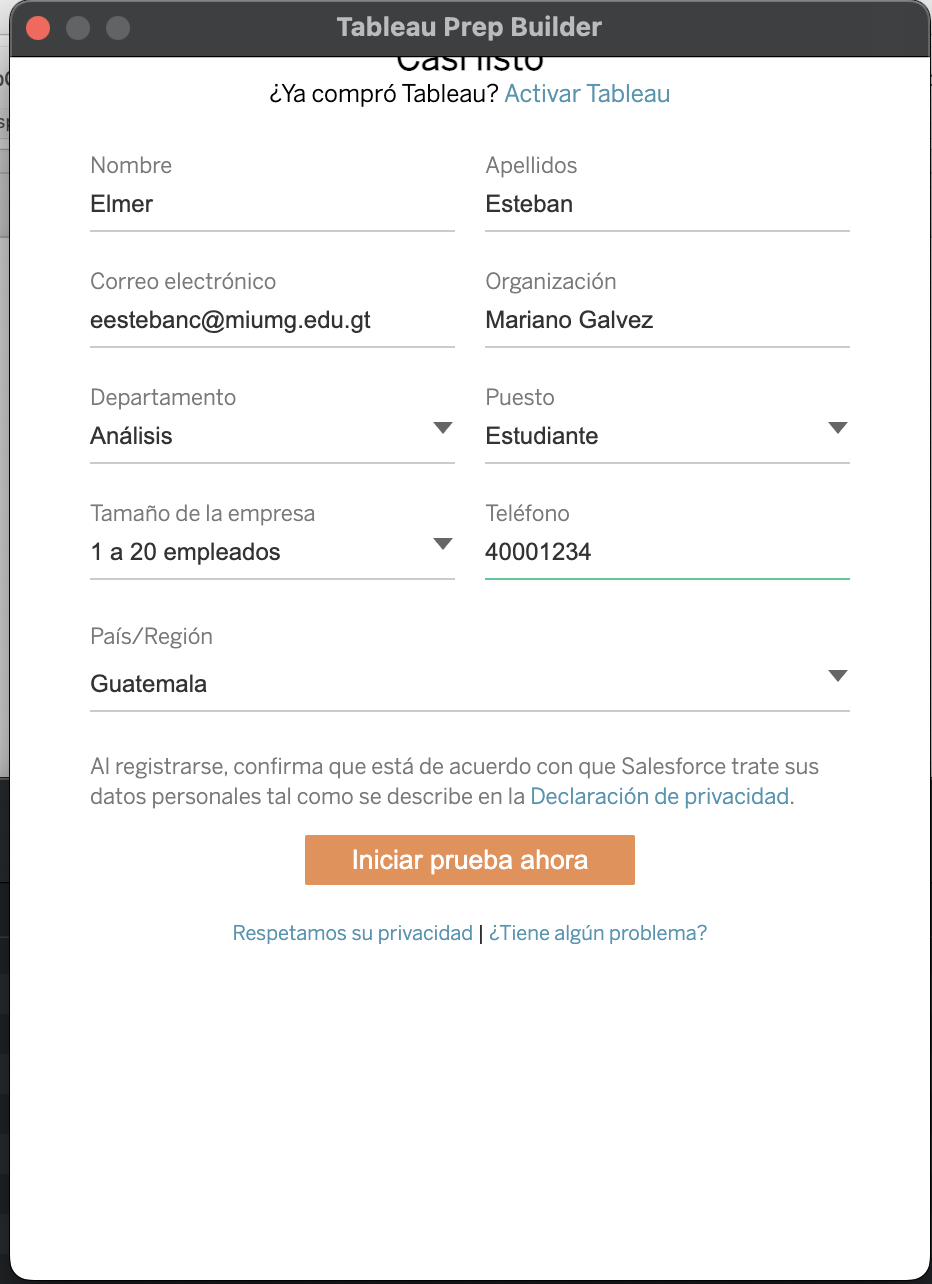 Tableau Prep Builder
Casi listo
¿Ya compró Tableau? Activar Tableau
Nombre
Apellidos
Elmer
Esteban
Correo electrónico
Organización
eestebanc@miumg.edu.gt
Mariano Galvez
Departamento
Puesto
Análisis
Estudiante
Tamaño de la empresa
Teléfono
1 a 20 empleados
40001234
País/Región
Guatemala
Al registrarse, confirma que está de acuerdo con que Salesforce trate sus
datos personales tal como se describe en la Declaración de privacidad.
Iniciar prueba ahora
Respetamos su privacidad | ¿Tiene algún problema?